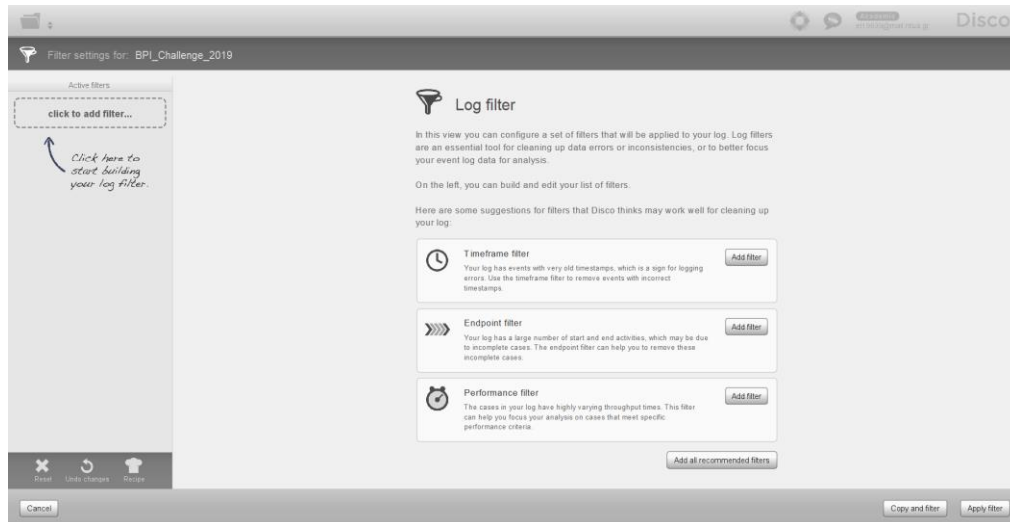 Disco
Filter settings for: BPI_Challenge_2019
Active filters
click to add filter...
Click here to
start building
your log filter.
Log filter
In this view you can configure a set of filters that will be applied to your log. Log filters
are an essential tool for cleaning up data errors or inconsistencies, or to better focus
your event log data for analysis.
On the left, you can build and edit your list of filters.
Here are some suggestions for filters that Disco thinks may work well for cleaning up
your log:
Timeframe filter
Your log has events with very old timestamps, which is a sign for logging
errors. Use the timeframe filter to remove events with incorrect
timestamps.
Add filter
Endpoint filter
Your log has a large number of start and end activities, which may be due
to incomplete cases. The endpoint filter can help you to remove these
incomplete cases.
Add filter
Performance filter
The cases in your log have highly varying throughput times. This filter
can help you focus your analysis on cases that meet specific
performance criteria.
Add filter
Add all recommended filters
Reset
Undo changes
Recipe
Cancel
Copy and filter
Apply filter